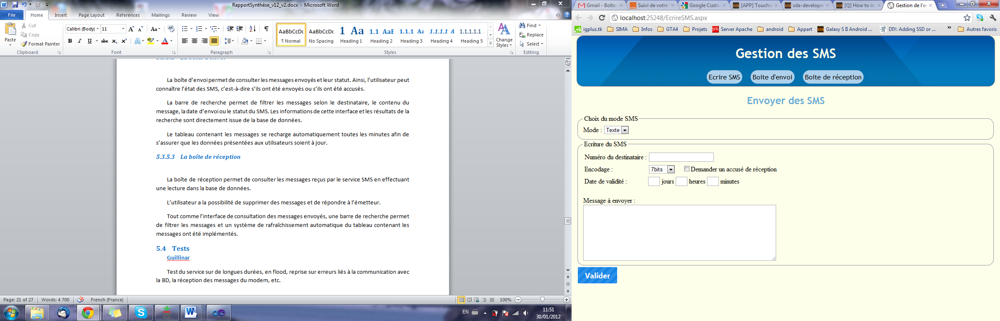 RapportSynthèse_v12_v2.docx - Microsoft Word
File Home Insert Page Layout References Mailings Review View
Paste
Cut
Copy
Format Painter
Clipboard
Calibri (Body) 11
Font
Paragraph
AaBbCcDc AaBbCcDc 1 Aa 1.1 AaB 1.1.1 Aa 1.1.1.1 A 1.1.1.1.1
¶ Normal No Spacing Heading 1 Heading 2 Heading 3 Heading 4 Heading 5
Styles
Change Styles
Find
Replace
Select
Editing
La boîte d’envoi permet de consulter les messages envoyés et leur statut. Ainsi, l’utilisateur peut
connaître l’état des SMS, c’est-à-dire s’ils ont été envoyés ou s’ils ont été accusés.
La barre de recherche permet de filtrer les messages selon le destinataire, le contenu du
message, la date d’envoi ou le statut du SMS. Les informations de cette interface et les résultats de la
recherche sont directement issue de la base de données.
Le tableau contenant les messages se recharge automatiquement toutes les minutes afin de
s’assurer que les données présentées aux utilisateurs soient à jour.
5.3.5.3 La boîte de réception
La boîte de réception permet de consulter les messages reçus par le service SMS en effectuant
une lecture dans la base de données.
L’utilisateur a la possibilité de supprimer des messages et de répondre à l’émetteur.
Tout comme l’interface de consultation des messages envoyés, une barre de recherche permet
de filtrer les messages et un système de rafraîchissement automatique du tableau contenant les
messages ont été implémentés.
5.4 Tests
Guillinar
Test du service sur de longues durées, en flood, reprise sur erreurs liés à la communication avec
la BD, la réception des messages du modem, etc.
Page: 21 of 27 Words: 4 700 French (France) 100%
EN 11:51
30/01/2012
Gmail - Boîte Suivi de votre Google Custo [APP] Touchw xda-develope [Q] How to in Gestion de l'e
localhost:25248/EcrireSMS.aspx
igplus.tk SIMA Infos GTA4 Projets Server Apache android Appart Galaxy S II Android ... DIY: Adding SSD or ... » Autres favoris
Gestion des SMS
Ecrire SMS Boite d'envoi Boite de réception
Envoyer des SMS
Choix du mode SMS
Mode : Texte
Ecriture du SMS
Numéro du destinataire :
Encodage : 7bits Demander un accusé de réception
Date de validité : jours heures minutes
Message à envoyer :
Valider